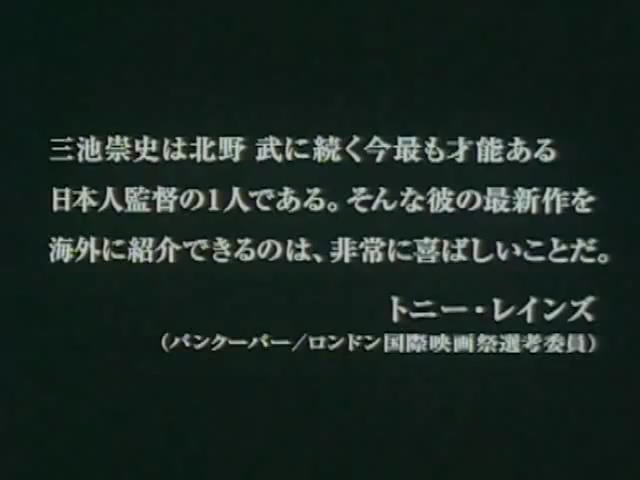 三池崇史は北野 武に続く今最も才能ある
日本人監督の1人である。そんな彼の最新作を
海外に紹介できるのは、非常に喜ばしいことだ。
トニー・レインズ
(バンクーバー/ロンドン国際映画祭選考委員)